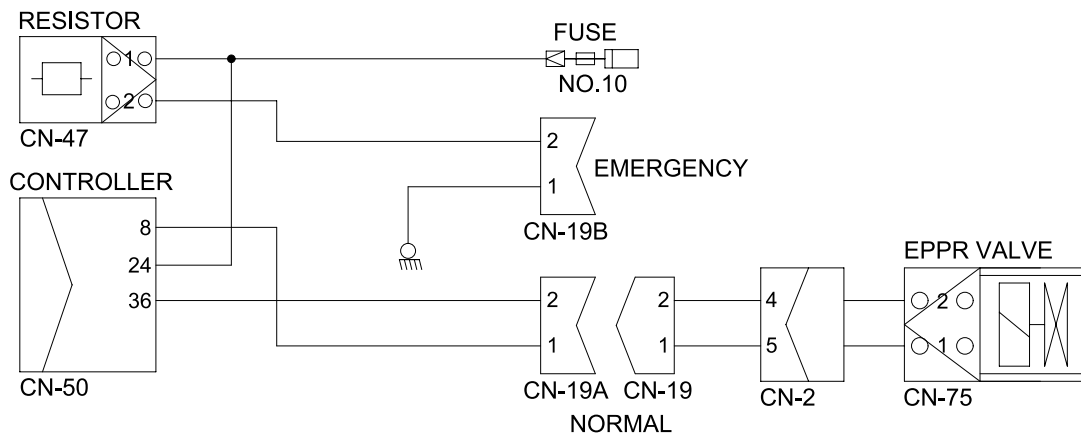 RESISTOR
FUSE
1
NO.10
2
CN-47
2
EMERGENCY
1
CONTROLLER
8
CN-19B
24
EPPR VALVE
36
2
2
4
2
1
1
5
1
CN-50
CN-19A
CN-19
CN-2
CN-75
NORMAL